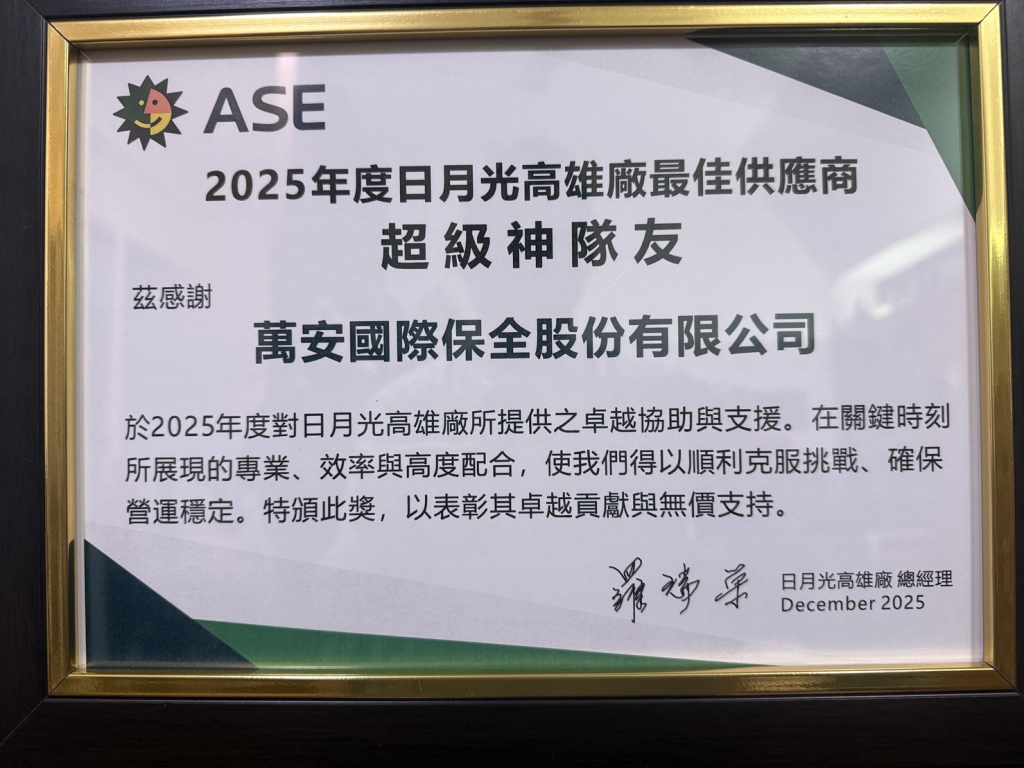 ASE
2025年度日月光高雄廠最佳供應商
超級神隊友
茲感謝
萬安國際保全股份有限公司
於2025年度對日月光高雄廠所提供之卓越協助與支援。在關鍵時刻
所展現的專業、效率與高度配合，使我們得以順利克服挑戰、確保
營運穩定。特頒此獎，以表彰其卓越貢獻與無價支持。
羅瑞榮
日月光高雄廠 總經理
December 2025